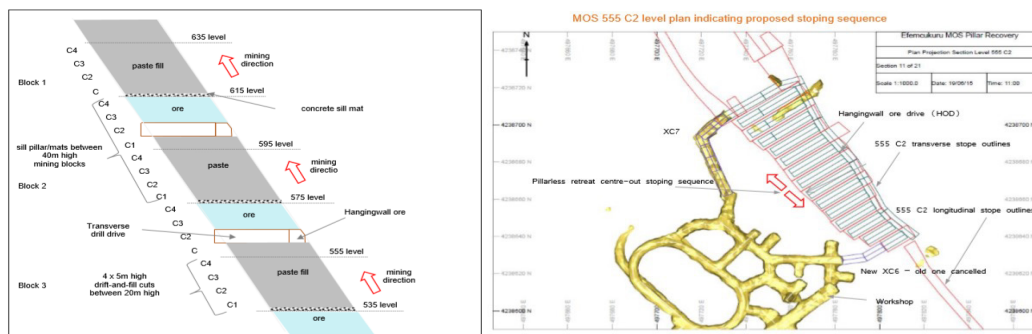 C4
C3
C2
C
C4
C3
C2
C1
C4
C3
C2
C1
C4
C3
C2
C
C4
C3
C2
C1
Block 1
sill pillar/mats between
40m high
mining blocks
Block 2
Transverse
drill drive
4 x 5m high
drift-and-fill cuts
between 20m high
Block 3
635 level
paste fill
mining
direction
615 level
ore
concrete sill mat
595 level
paste
mining
directio
575 level
ore
Hangingwall ore
555 level
paste fill
mining
direction
535 level
ore
MOS 555 C2 level plan indicating proposed stoping sequence
N
Efemcukuru MOS Pillar Recovery
Plan Projection Section Level 555 C2
Section 11 of 21
Scale 1:1000.0
Date: 19/06/15
Time: 11:00
XC7
Hangingwall ore drive (HOD)
555 C2 transverse stope outlines
Pillarless retreat centre-out stoping sequence
555 C2 longitudinal stope outlines
New XC6 - old one cancelled
Workshop